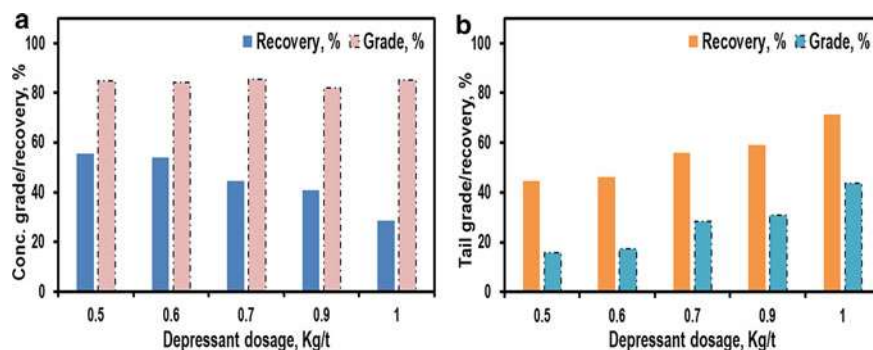 a
Recovery, % Grade, %
Conc. grade/recovery, %
100
80
60
40
20
0
0.5 0.6 0.7 0.9 1
Depressant dosage, Kg/t
b
Recovery, % Grade, %
Tail grade/recovery, %
100
80
60
40
20
0
0.5 0.6 0.7 0.9 1
Depressant dosage, Kg/t